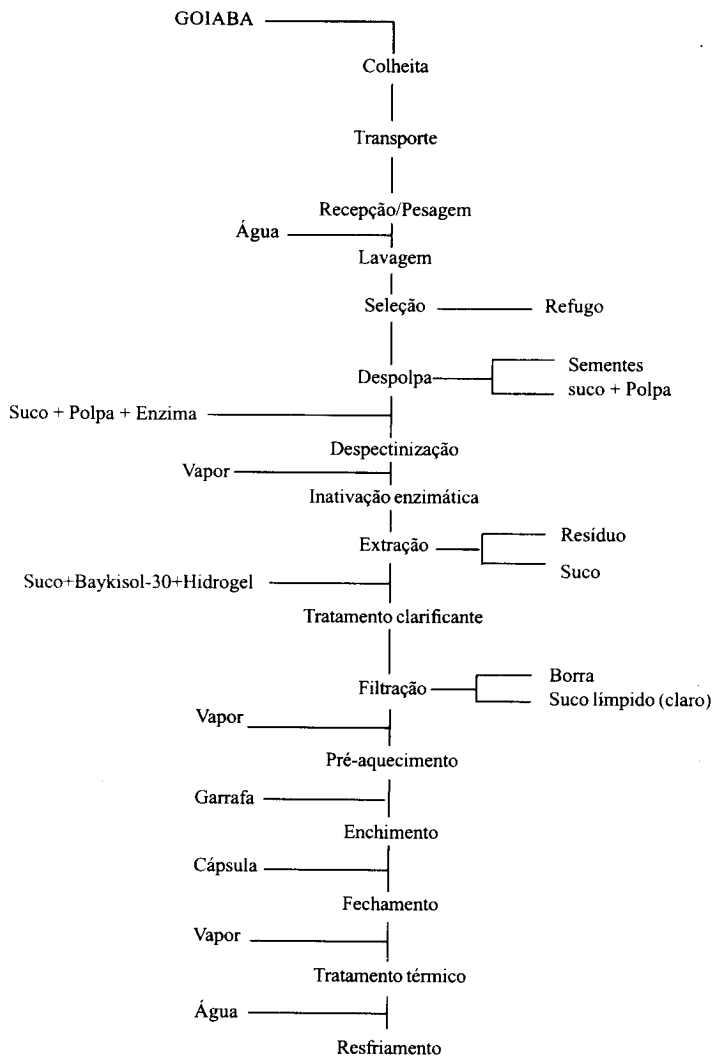 GOIABA
Colheita
Transporte
Recepção/Pesagem
Água
Lavagem
Seleção
Refugo
Despolpa
Sementes
suco + Polpa
Suco + Polpa + Enzima
Despectinização
Vapor
Inativação enzimática
Extração
Resíduo
Suco
Suco+Baykisol-30+Hidrogel
Tratamento clarificante
Filtração
Borra
Suco límpido (claro)
Vapor
Pré-aquecimento
Garrafa
Enchimento
Cápsula
Fechamento
Vapor
Tratamento térmico
Água
Resfriamento